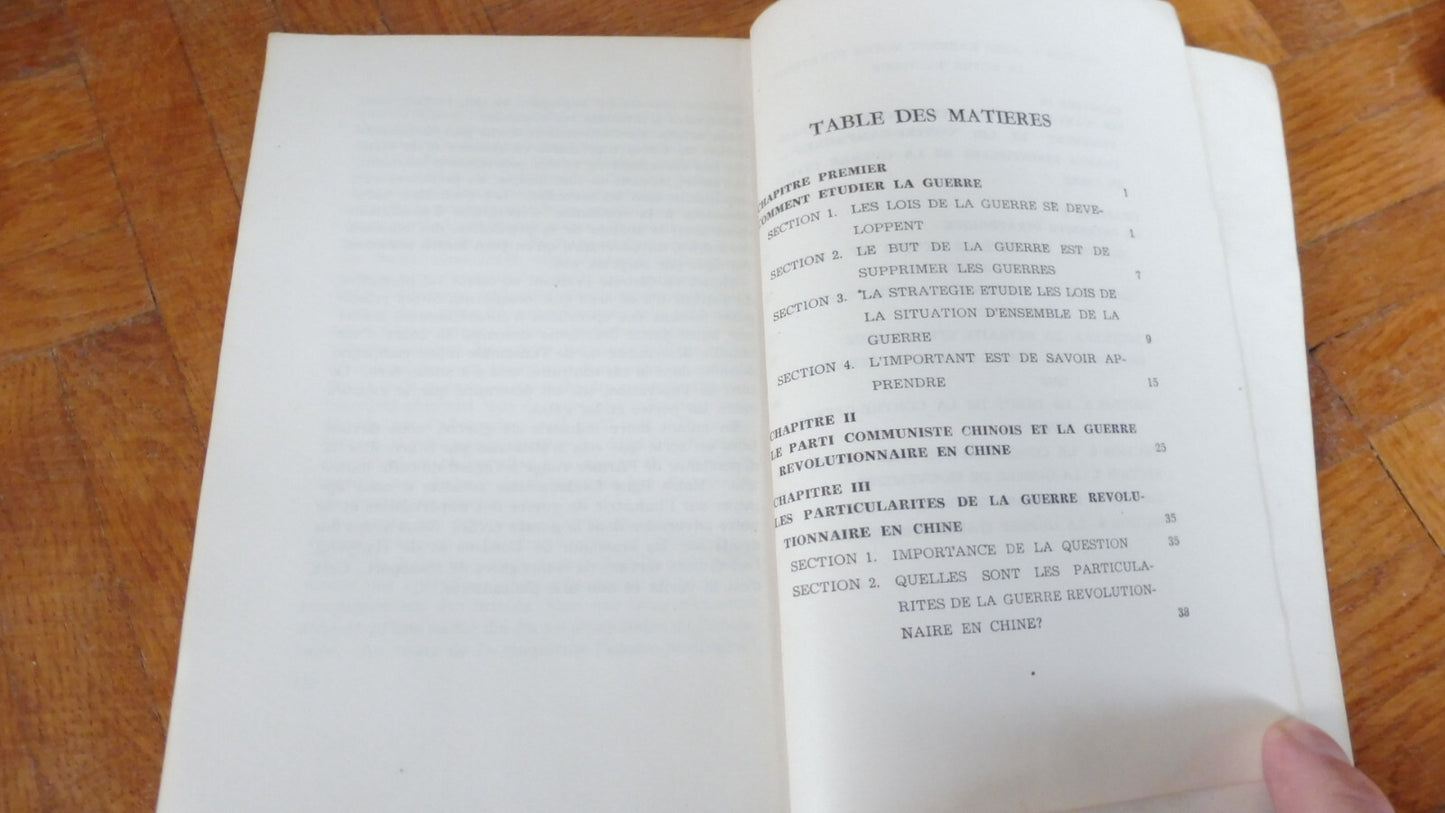 TABLE DES MATIERES
CHAPITRE PREMIER
COMMENT ETUDIER LA GUERRE 1
SECTION 1. LES LOIS DE LA GUERRE SE DEVE-
LOPPENT 1
SECTION 2. LE BUT DE LA GUERRE EST DE
SUPPRIMER LES GUERRES 7
SECTION 3. LA STRATEGIE ETUDIE LES LOIS DE
LA SITUATION D'ENSEMBLE DE LA
GUERRE 9
SECTION 4. L'IMPORTANT EST DE SAVOIR AP-
PRENDRE 15
CHAPITRE II
LE PARTI COMMUNISTE CHINOIS ET LA GUERRE
REVOLUTIONNAIRE EN CHINE 25
CHAPITRE III
LES PARTICULARITES DE LA GUERRE REVOLU-
TIONNAIRE EN CHINE 35
SECTION 1. IMPORTANCE DE LA QUESTION 35
SECTION 2. QUELLES SONT LES PARTICULA-
RITES DE LA GUERRE REVOLUTION-
NAIRE EN CHINE? 38